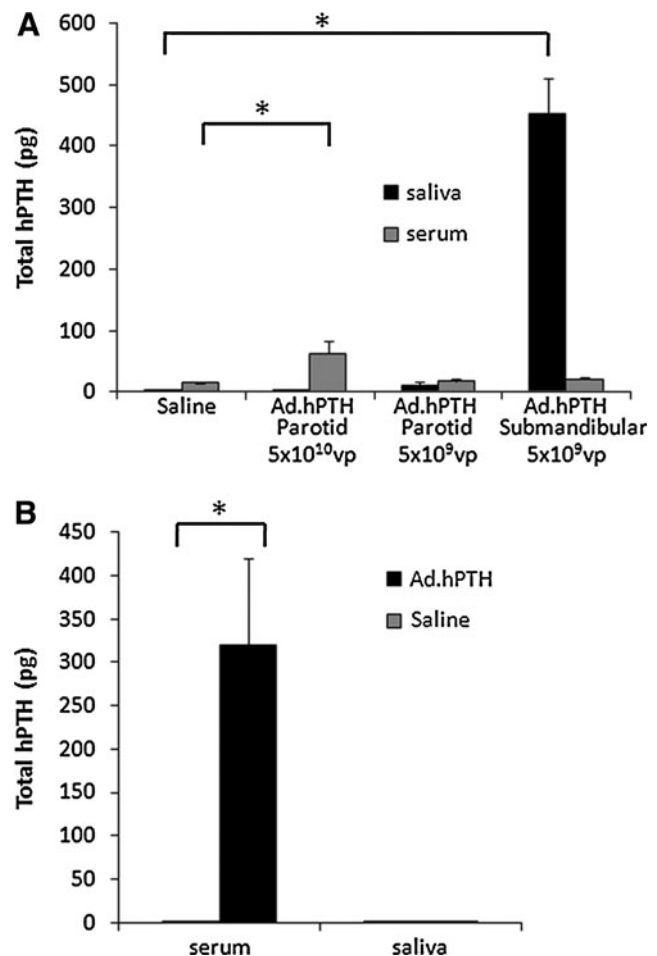 A
600
*
500
*
400
Total hPTH (pg)
300
saliva
serum
200
100
0
Saline
Ad.hPTH
Parotid
5x10¹⁰vp
Ad.hPTH
Parotid
5x10⁹vp
Ad.hPTH
Submandibular
5x10⁹vp
B
450
*
400
Ad.hPTH
350
Saline
300
Total hPTH (pg)
250
200
150
100
50
0
serum
saliva